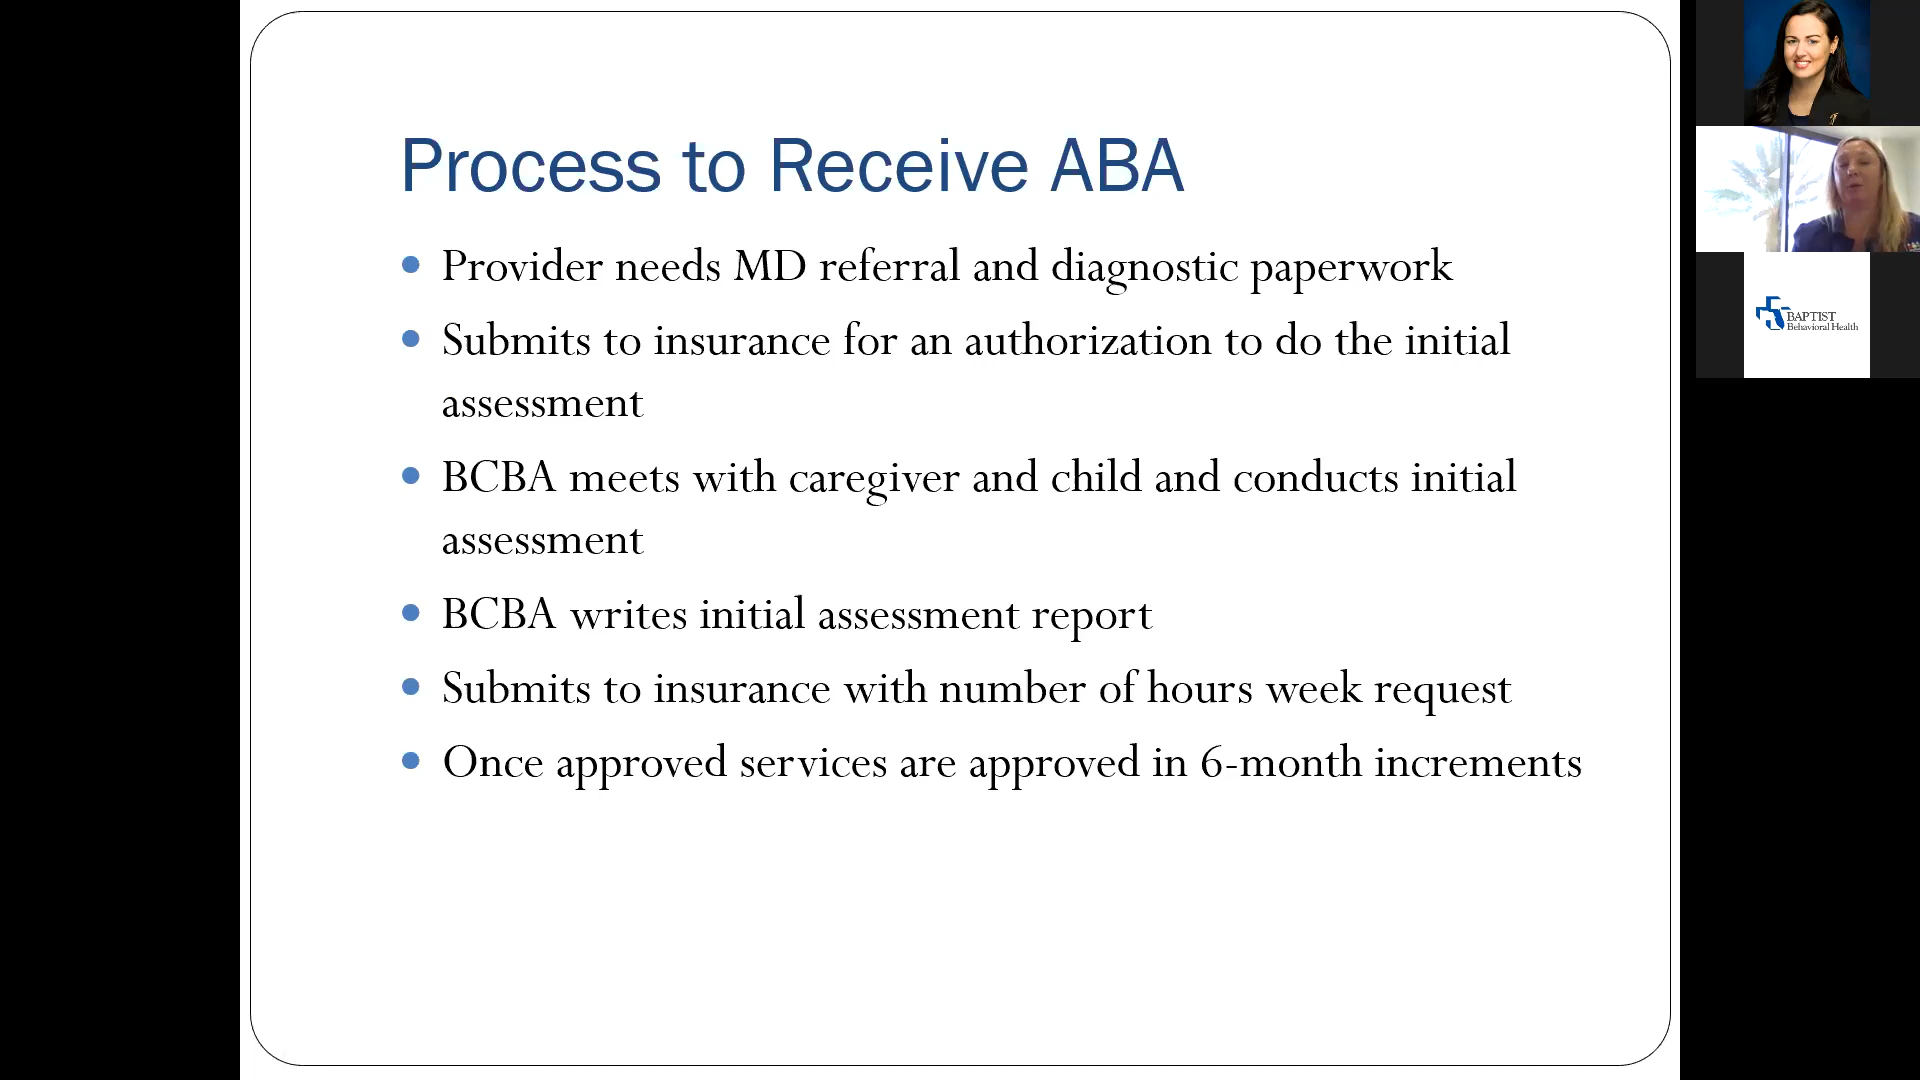 Process to Receive ABA
Provider needs MD referral and diagnostic paperwork
Submits to insurance for an authorization to do the initial
assessment
BCBA meets with caregiver and child and conducts initial
assessment
BCBA writes initial assessment report
Submits to insurance with number of hours week request
Once approved services are approved in 6-month increments
BAPTIST
Behavioral Health